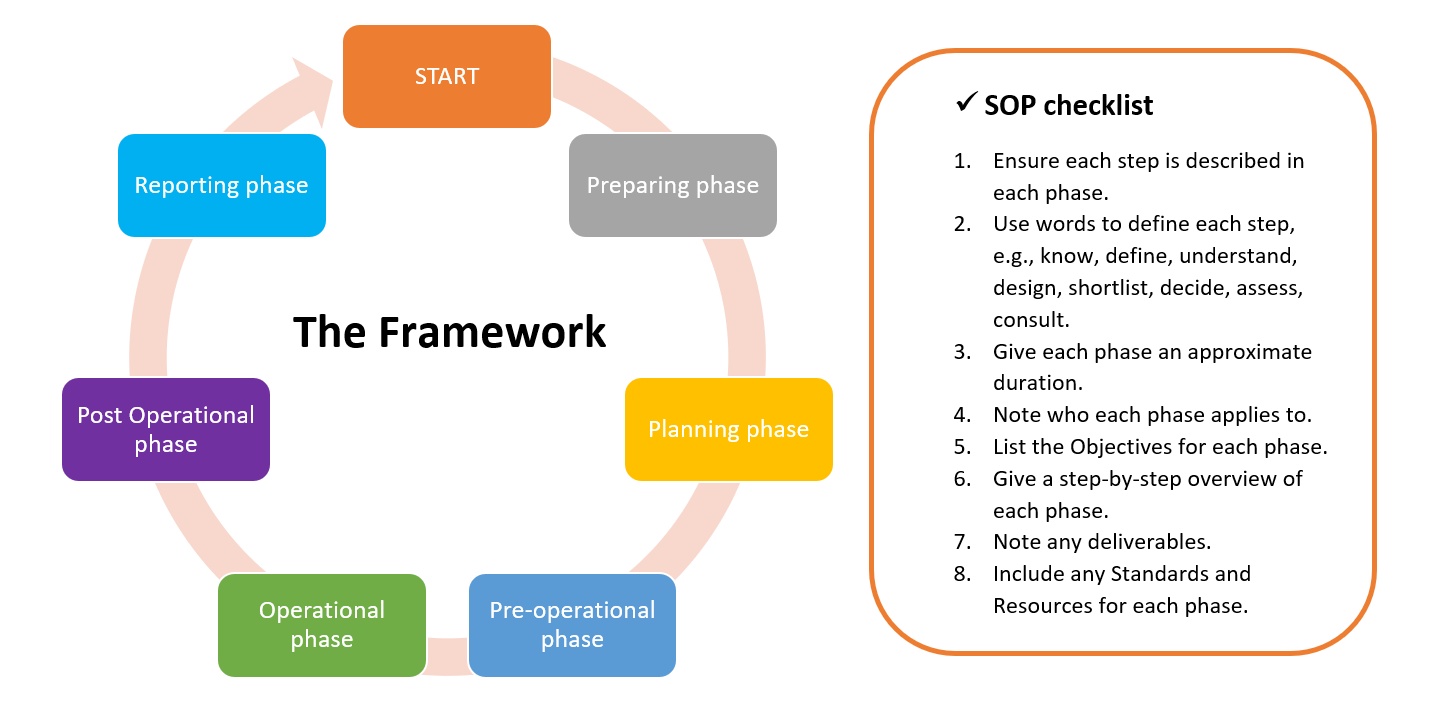 START
Preparing phase
Planning phase
Pre-operational
phase
Operational
phase
Post Operational
phase
Reporting phase
The Framework
✓ SOP checklist
1. Ensure each step is described in
each phase.
2. Use words to define each step,
e.g., know, define, understand,
design, shortlist, decide, assess,
consult.
3. Give each phase an approximate
duration.
4. Note who each phase applies to.
5. List the Objectives for each phase.
6. Give a step-by-step overview of
each phase.
7. Note any deliverables.
8. Include any Standards and
Resources for each phase.